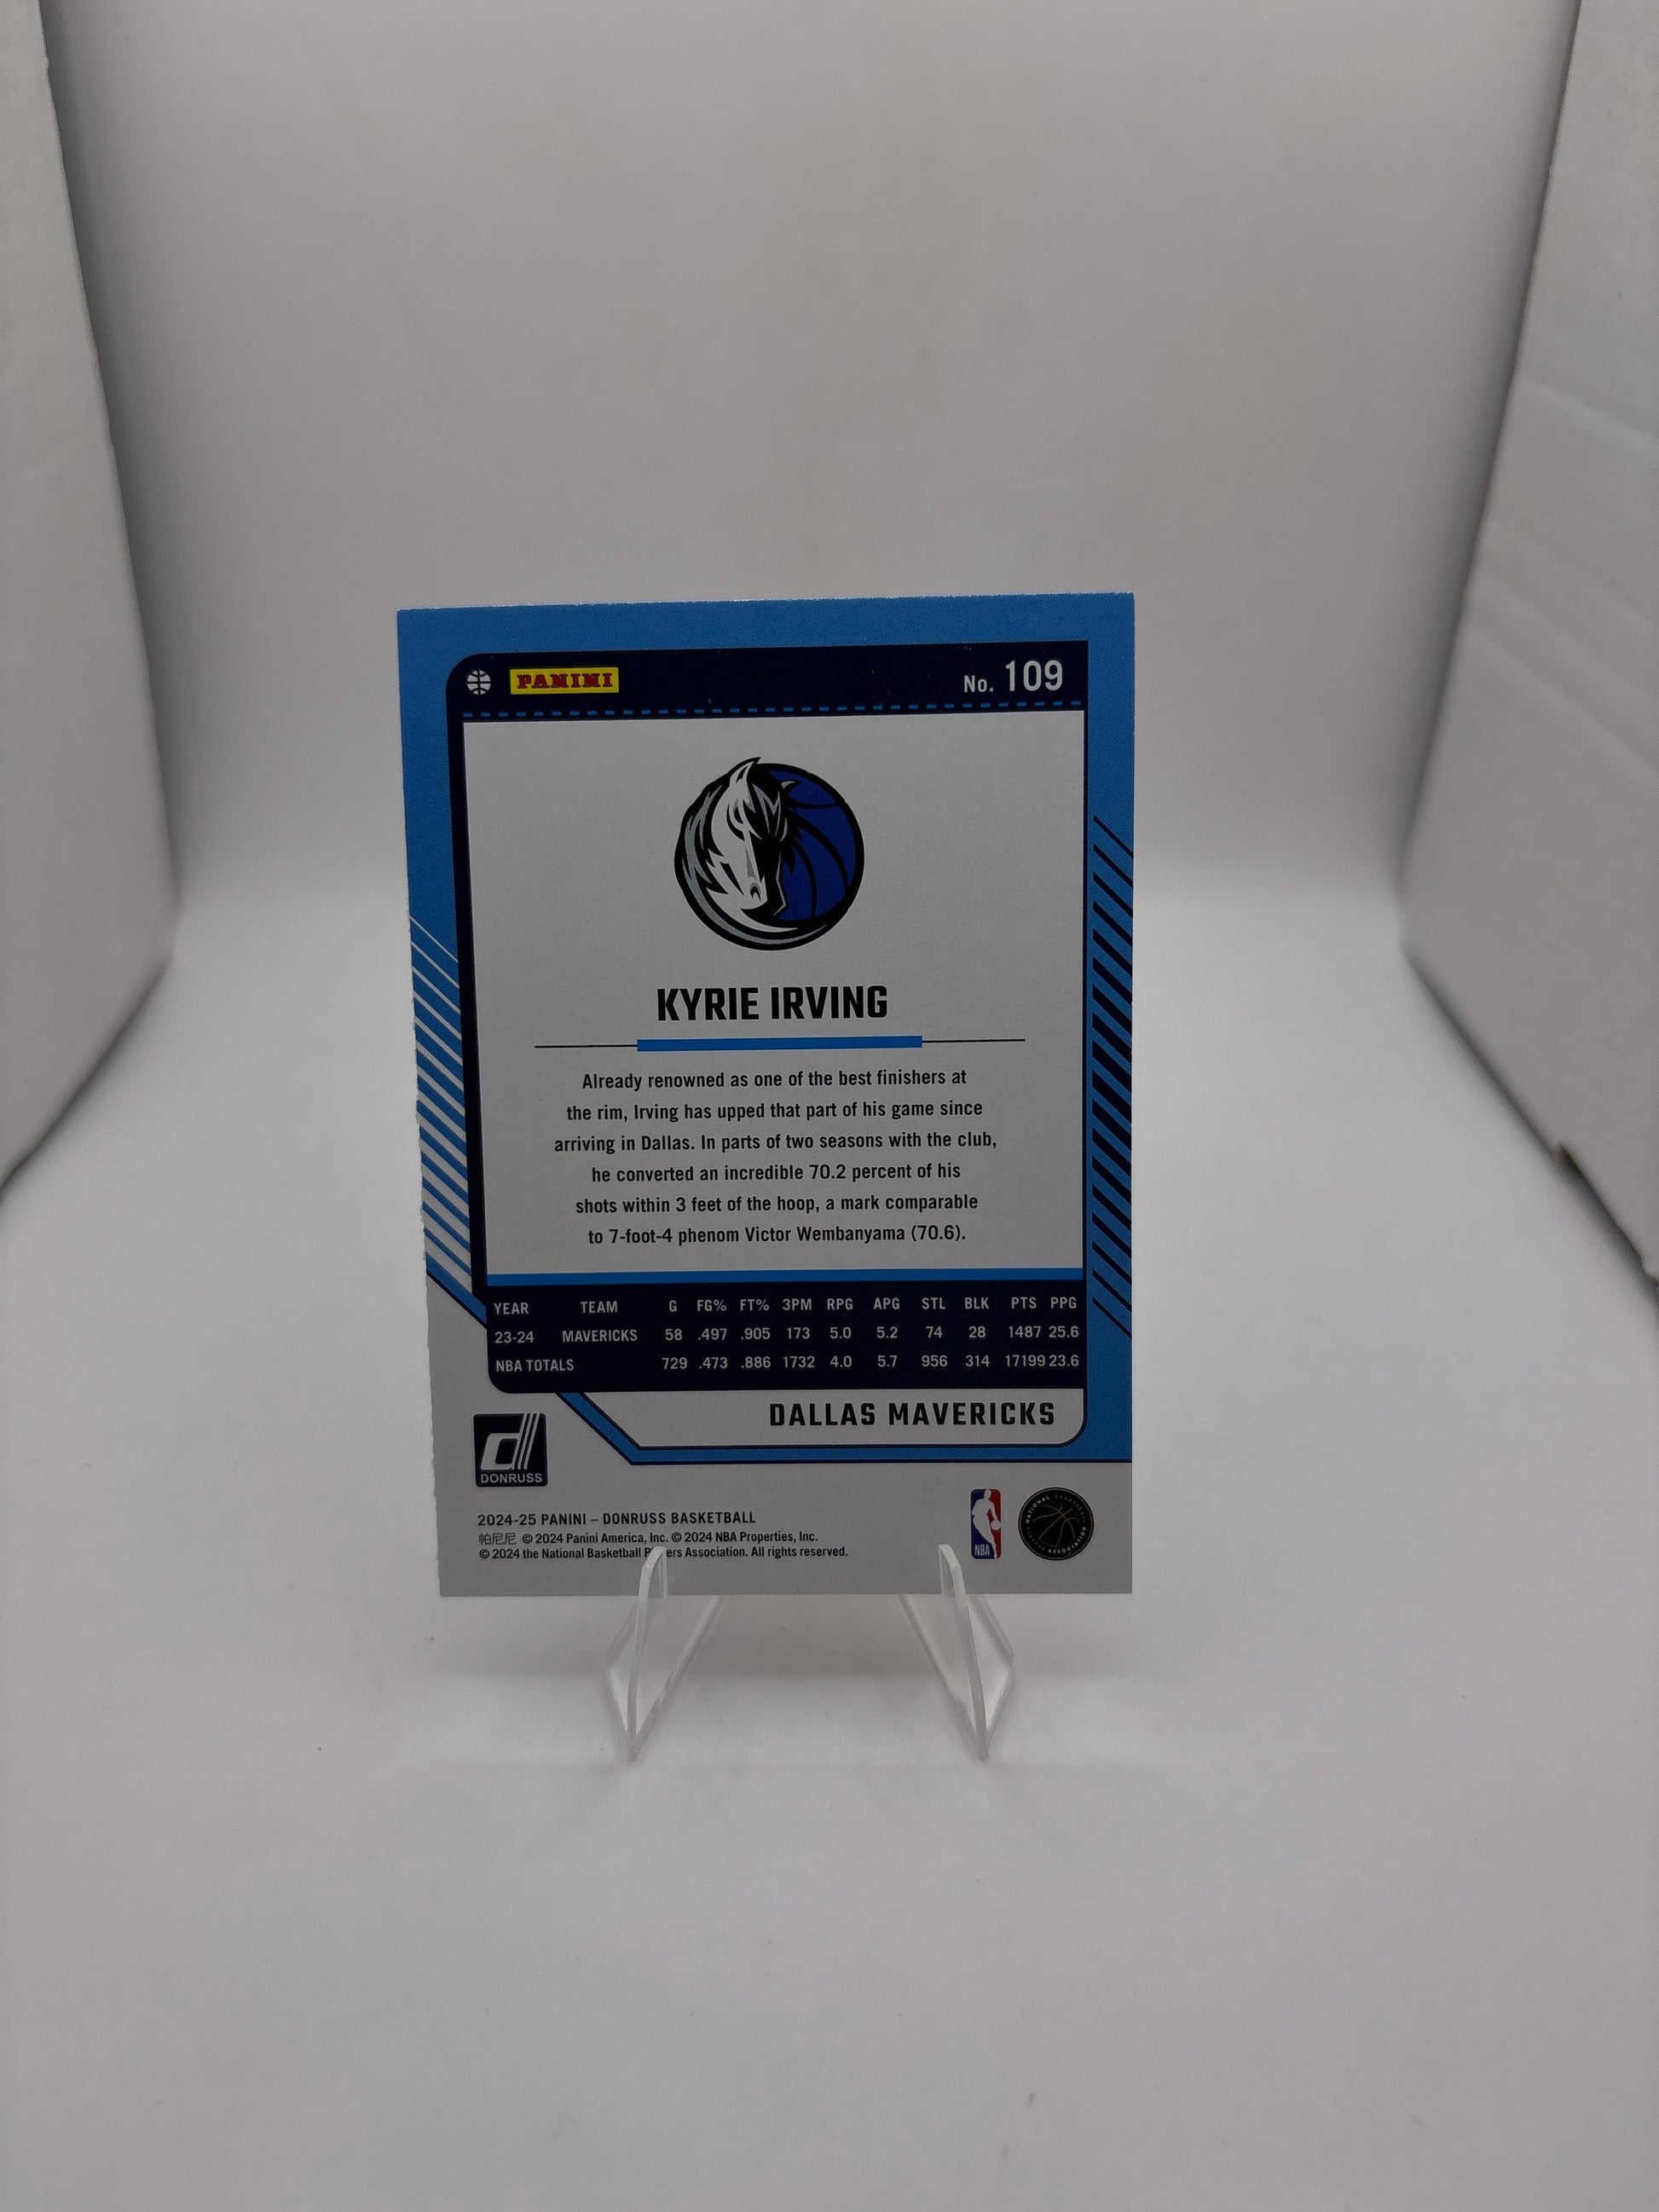 PANINI
No. 109
KYRIE IRVING
Already renowned as one of the best finishers at
the rim, Irving has upped that part of his game since
arriving in Dallas. In parts of two seasons with the club,
he converted an incredible 70.2 percent of his
shots within 3 feet of the hoop, a mark comparable
to 7-foot-4 phenom Victor Wembanyama (70.6).
YEAR TEAM G FG% FT% 3PM RPG APG STL BLK PTS PPG
23-24 MAVERICKS 58 .497 .905 173 5.0 5.2 74 28 1487 25.6
NBA TOTALS 729 .473 .886 1732 4.0 5.7 956 314 17199 23.6
DALLAS MAVERICKS
d
DONRUSS
2024-25 PANINI – DONRUSS BASKETBALL
帕尼尼 © 2024 Panini America, Inc. © 2024 NBA Properties, Inc.
© 2024 the National Basketball Association. All rights reserved.
NBA
NATIONAL BASKETBALL ASSOCIATION